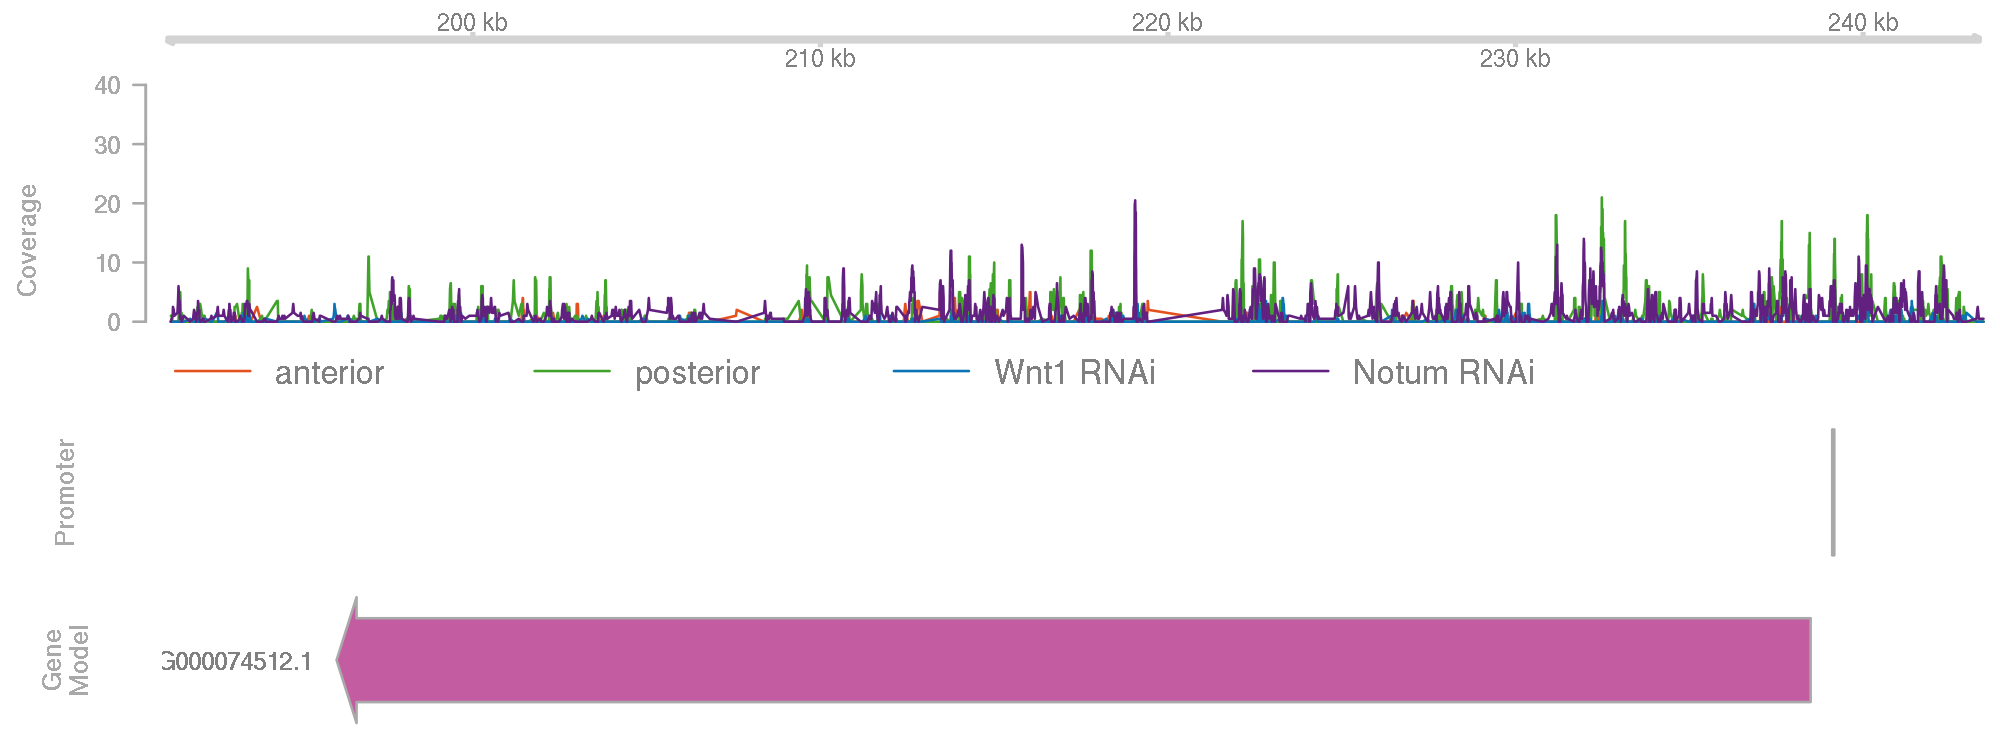 200 kb
220 kb
240 kb
210 kb
230 kb
40
30
20
10
0
Coverage
anterior
posterior
Wnt1 RNAi
Notum RNAi
Promoter
0
Gene
Model
G000074512.1